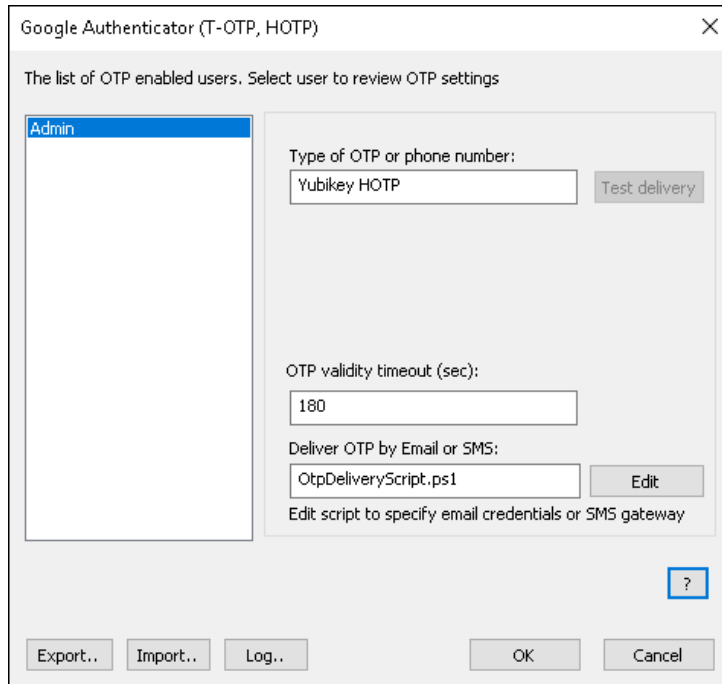 Google Authenticator (T-OTP, HOTP)
The list of OTP enabled users. Select user to review OTP settings
Admin
Type of OTP or phone number:
Yubikey HOTP
Test delivery
OTP validity timeout (sec):
180
Deliver OTP by Email or SMS:
OtpDeliveryScript.ps1
Edit
Edit script to specify email credentials or SMS gateway
?
Export..
Import..
Log..
OK
Cancel